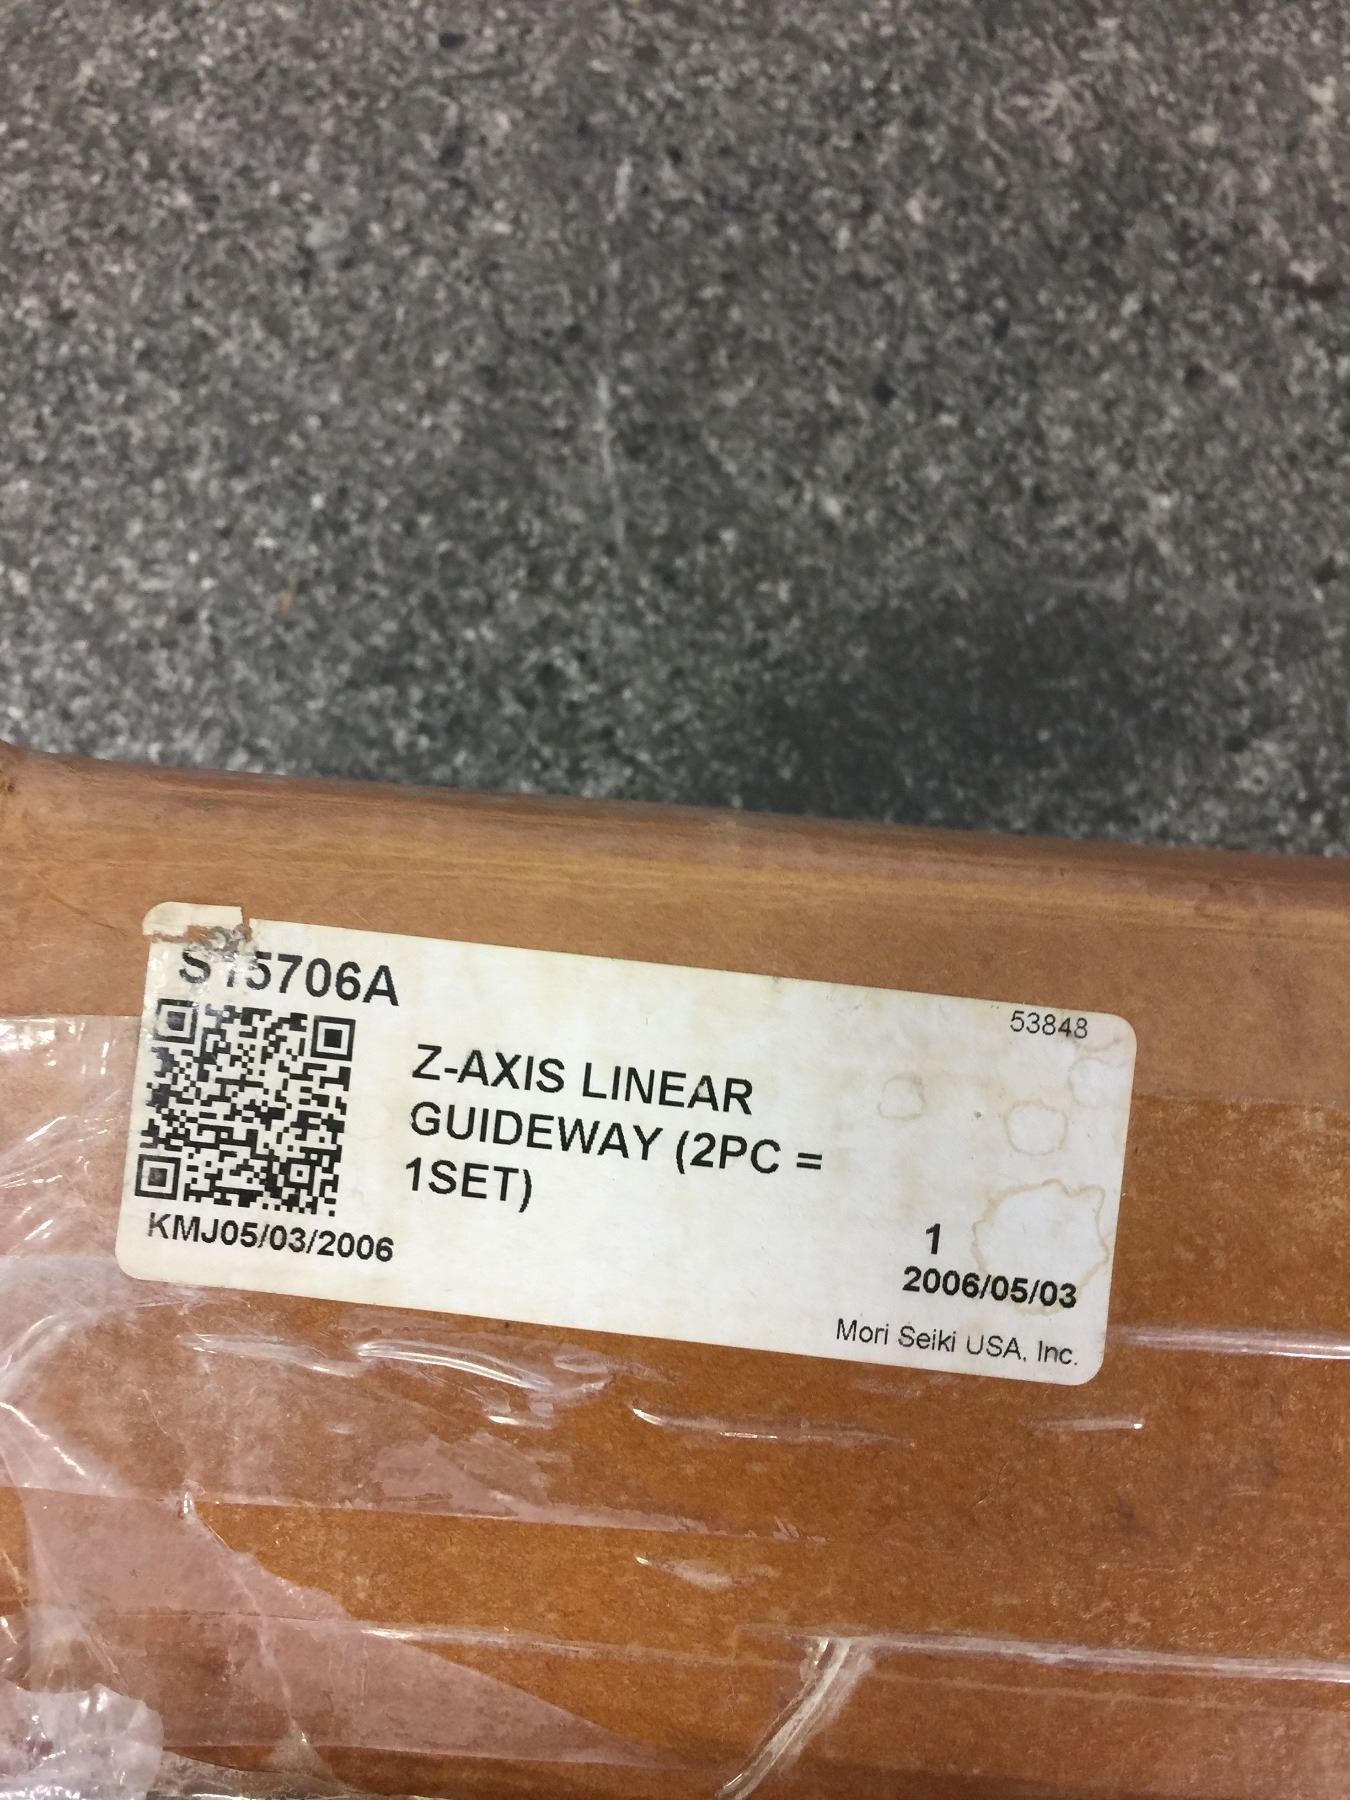 S15706A
53848
Z-AXIS LINEAR
GUIDEWAY (2PC =
1SET)
KMJ05/03/2006
1
2006/05/03
Mori Seiki USA, Inc.